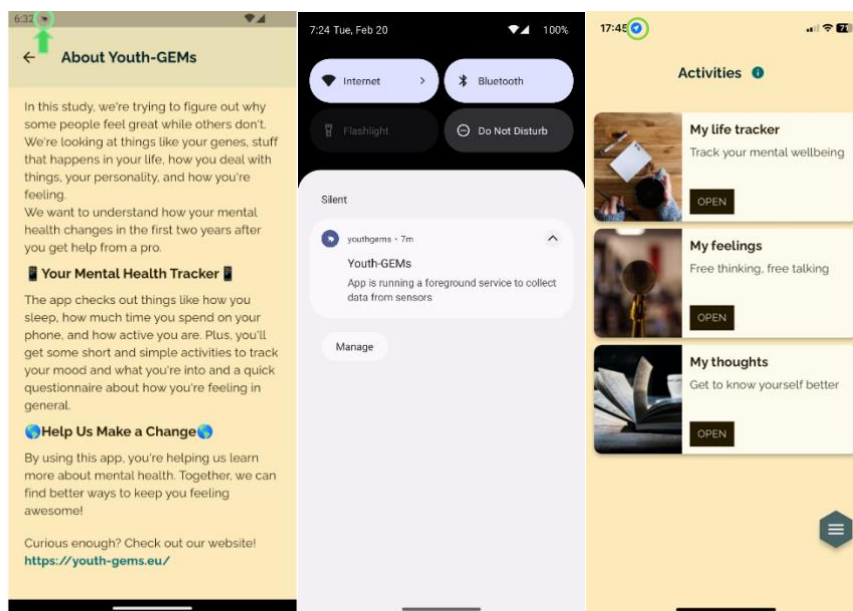 6:32
About Youth-GEMs
In this study, we're trying to figure out why
some people feel great while others don't.
We're looking at things like your genes, stuff
that happens in your life, how you deal with
things, your personality, and how you're
feeling.
We want to understand how your mental
health changes in the first two years after
you get help from a pro.
Your Mental Health Tracker
The app checks out things like how you
sleep, how much time you spend on your
phone, and how active you are. Plus, you'll
get some short and simple activities to track
your mood and what you're into and a quick
questionnaire about how you're feeling in
general.
Help Us Make a Change
By using this app, you're helping us learn
more about mental health. Together, we can
find better ways to keep you feeling
awesome!
Curious enough? Check out our website!
https://youth-gems.eu/
7:24 Tue, Feb 20
100%
Internet
Bluetooth
Flashlight
Do Not Disturb
Silent
youthgems • 7m
Youth-GEMs
App is running a foreground service to collect
data from sensors
Manage
17:45
71
Activities
My life tracker
Track your mental wellbeing
OPEN
My feelings
Free thinking, free talking
OPEN
My thoughts
Get to know yourself better
OPEN